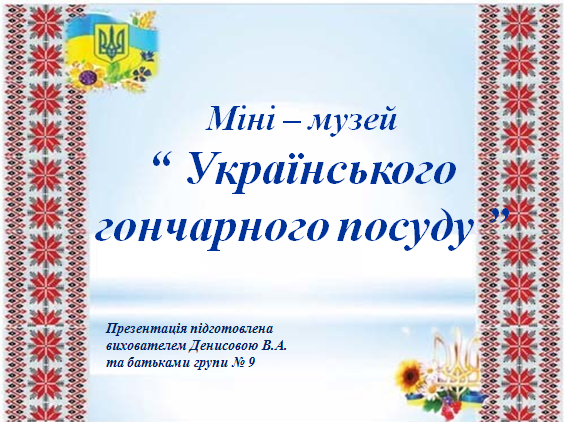 Міні – музей
“ Українського
гончарного посуду ”
Презентація підготовлена
вихователем Денисовою В.А.
та батьками групи № 9